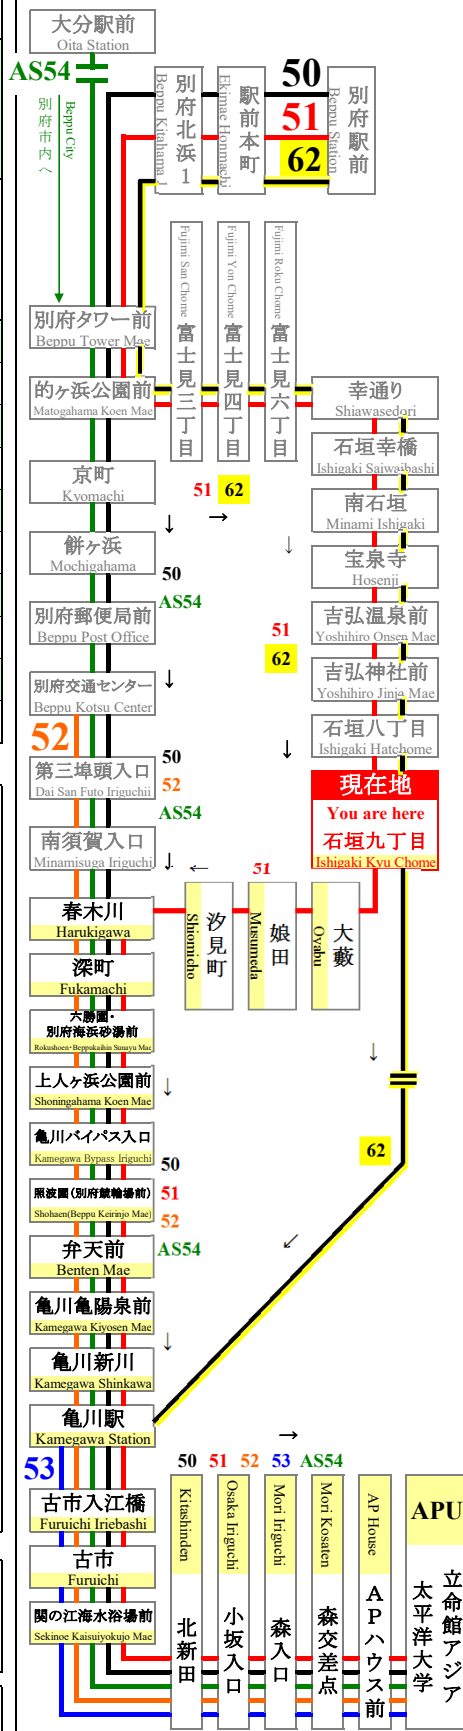 大分駅前
Oita Station
AS54
Beppu City
別府市内へ
別府北浜1
Beppu Kitahama 1
駅前本町
Ekimae Honmachi
50
51
62
別府駅前
Beppu Station
別府タワー前
Beppu Tower Mae
Fujimi San Chome
富士見三丁目
Fujimi Yon Chome
富士見四丁目
Fujimi Roku Chome
富士見六丁目
的ヶ浜公園前
Matogahama Koen Mae
幸通り
Shiawasedori
石垣幸橋
Ishigaki Saiwaibashi
京町
Kyomachi
51 62
↓ →
南石垣
Minami Ishigaki
餅ヶ浜
Mochigahama
↓
宝泉寺
Hosenji
50
AS54
別府郵便局前
Beppu Post Office
51
62
吉弘温泉前
Yoshihiro Onsen Mae
別府交通センター
Beppu Kotsu Center
↓
吉弘神社前
Yoshihiro Jinja Mae
52
石垣八丁目
Ishigaki Hatchome
↓
第三埠頭入口
Dai San Futo Iriguchii
50
52
AS54
現在地
You are here
石垣九丁目
Ishigaki Kyu Chome
南須賀入口
Minamisuga Iriguchi
↓ ←
51
春木川
Harukigawa
汐見町
Shiomicho
娘田
Musumeda
大藪
Oyabu
深町
Fukamachi
六勝園・
別府海浜砂湯前
Rokushoen・Beppukaihin Sunayu Mae
↓
上人ヶ浜公園前
Shoningahama Koen Mae
↓
亀川バイパス入口
Kamegawa Bypass Iriguchi
62
50
51
52
AS54
照波園(別府競輪場前)
Shohaen(Beppu Keirinjo Mae)
弁天前
Benten Mae
↙
亀川亀陽泉前
Kamegawa Kiyosen Mae
↓
亀川新川
Kamegawa Shinkawa
亀川駅
Kamegawa Station
→
53
50 51 52 53 AS54
古市入江橋
Furuichi Iriebashi
古市
Furuichi
関の江海水浴場前
Sekinoe Kaisuiyokujo Mae
Kitashinden
北新田
Osaka Iriguchi
小坂入口
Mori Iriguchi
森入口
Mori Kosaten
森交差点
AP House
APハウス前
APU
立命館アジア
太平洋大学